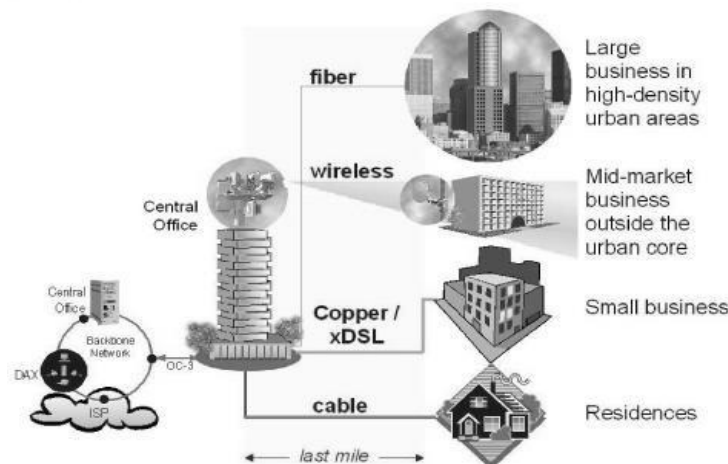 fiber
Large
business in
high-density
urban areas
wireless
Mid-market
business
outside the
urban core
Central
Office
Copper /
xDSL
Small business
Central
Office
Backbone
Network
DAX
OC-3
ISP
cable
Residences
last mile